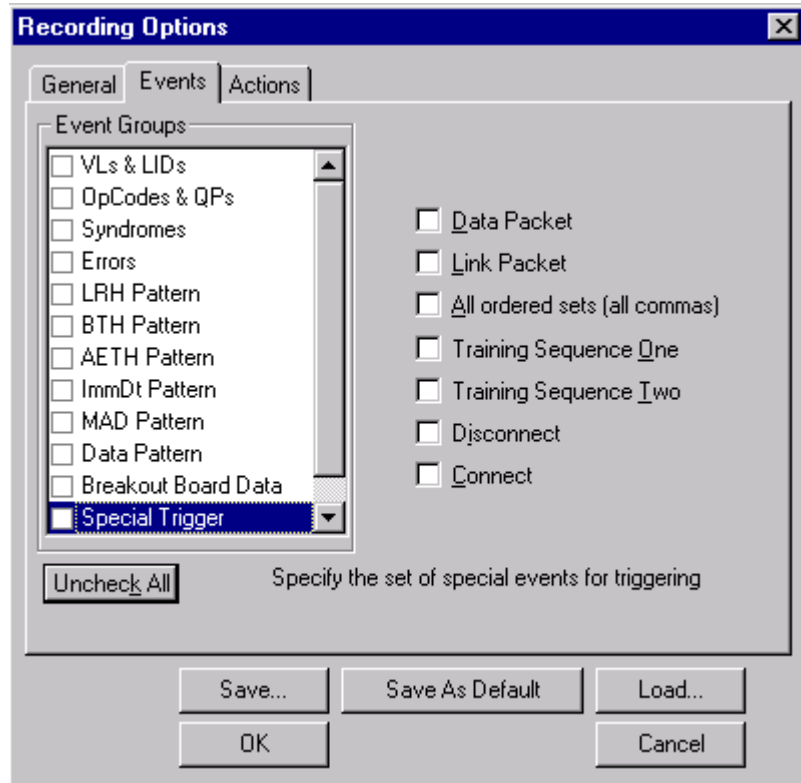 Recording Options
General Events Actions
Event Groups
VLs & LIDs
OpCodes & QPs
Syndromes
Errors
LRH Pattern
BTH Pattern
AETH Pattern
ImmDt Pattern
MAD Pattern
Data Pattern
Breakout Board Data
Special Trigger
Data Packet
Link Packet
All ordered sets (all commas)
Training Sequence One
Training Sequence Two
Disconnect
Connect
Uncheck All
Specify the set of special events for triggering
Save... Save As Default Load...
OK Cancel